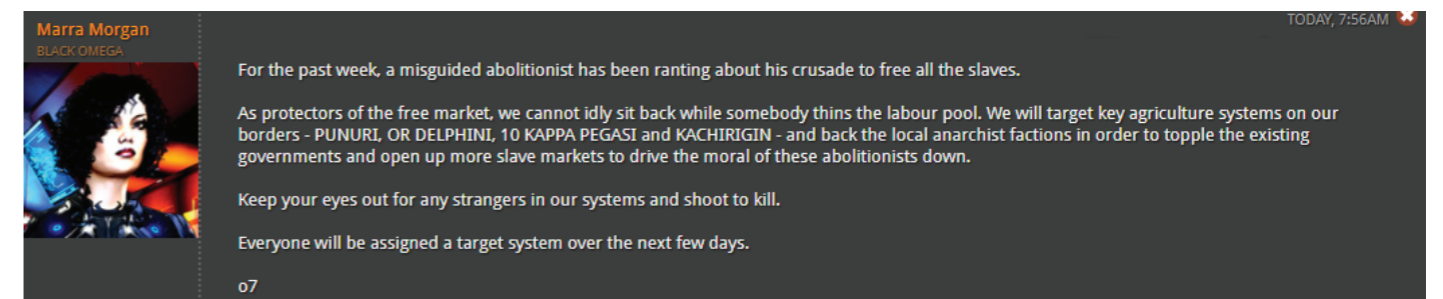 TODAY, 7:56AM
Marra Morgan
BLACK OMEGA
For the past week, a misguided abolitionist has been ranting about his crusade to free all the slaves.
As protectors of the free market, we cannot idly sit back while somebody thins the labour pool. We will target key agriculture systems on our
borders - PUNURI, OR DELPHINI, 10 KAPPA PEGASI and KACHIRIGIN - and back the local anarchist factions in order to topple the existing
governments and open up more slave markets to drive the moral of these abolitionists down.
Keep your eyes out for any strangers in our systems and shoot to kill.
Everyone will be assigned a target system over the next few days.
o7